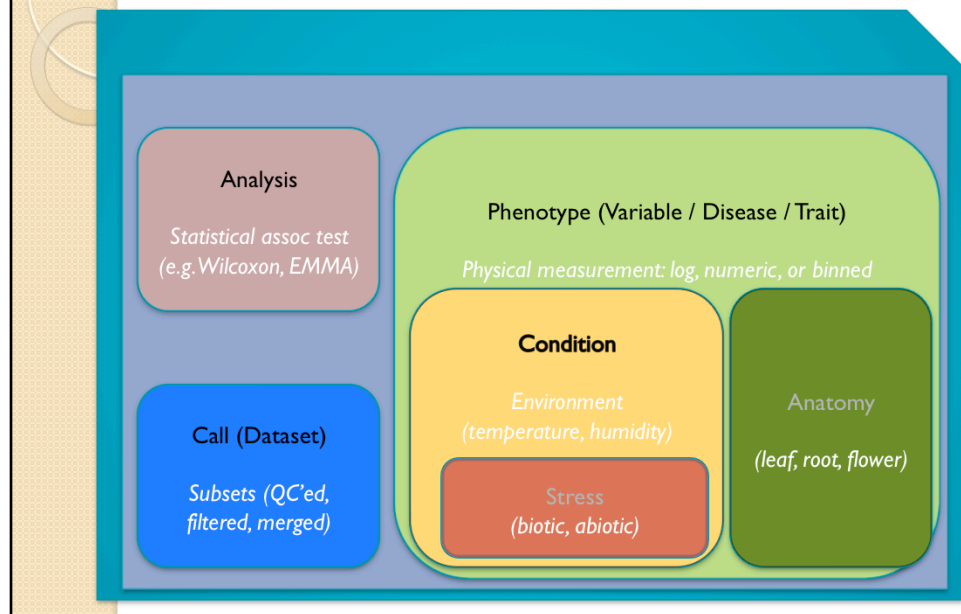 Analysis
Statistical assoc test
(e.g. Wilcoxon, EMMA)
Phenotype (Variable / Disease / Trait)
Physical measurement: log, numeric, or binned
Condition
Environment
(temperature, humidity)
Stress
(biotic, abiotic)
Anatomy
(leaf, root, flower)
Call (Dataset)
Subsets (QC’ed,
filtered, merged)